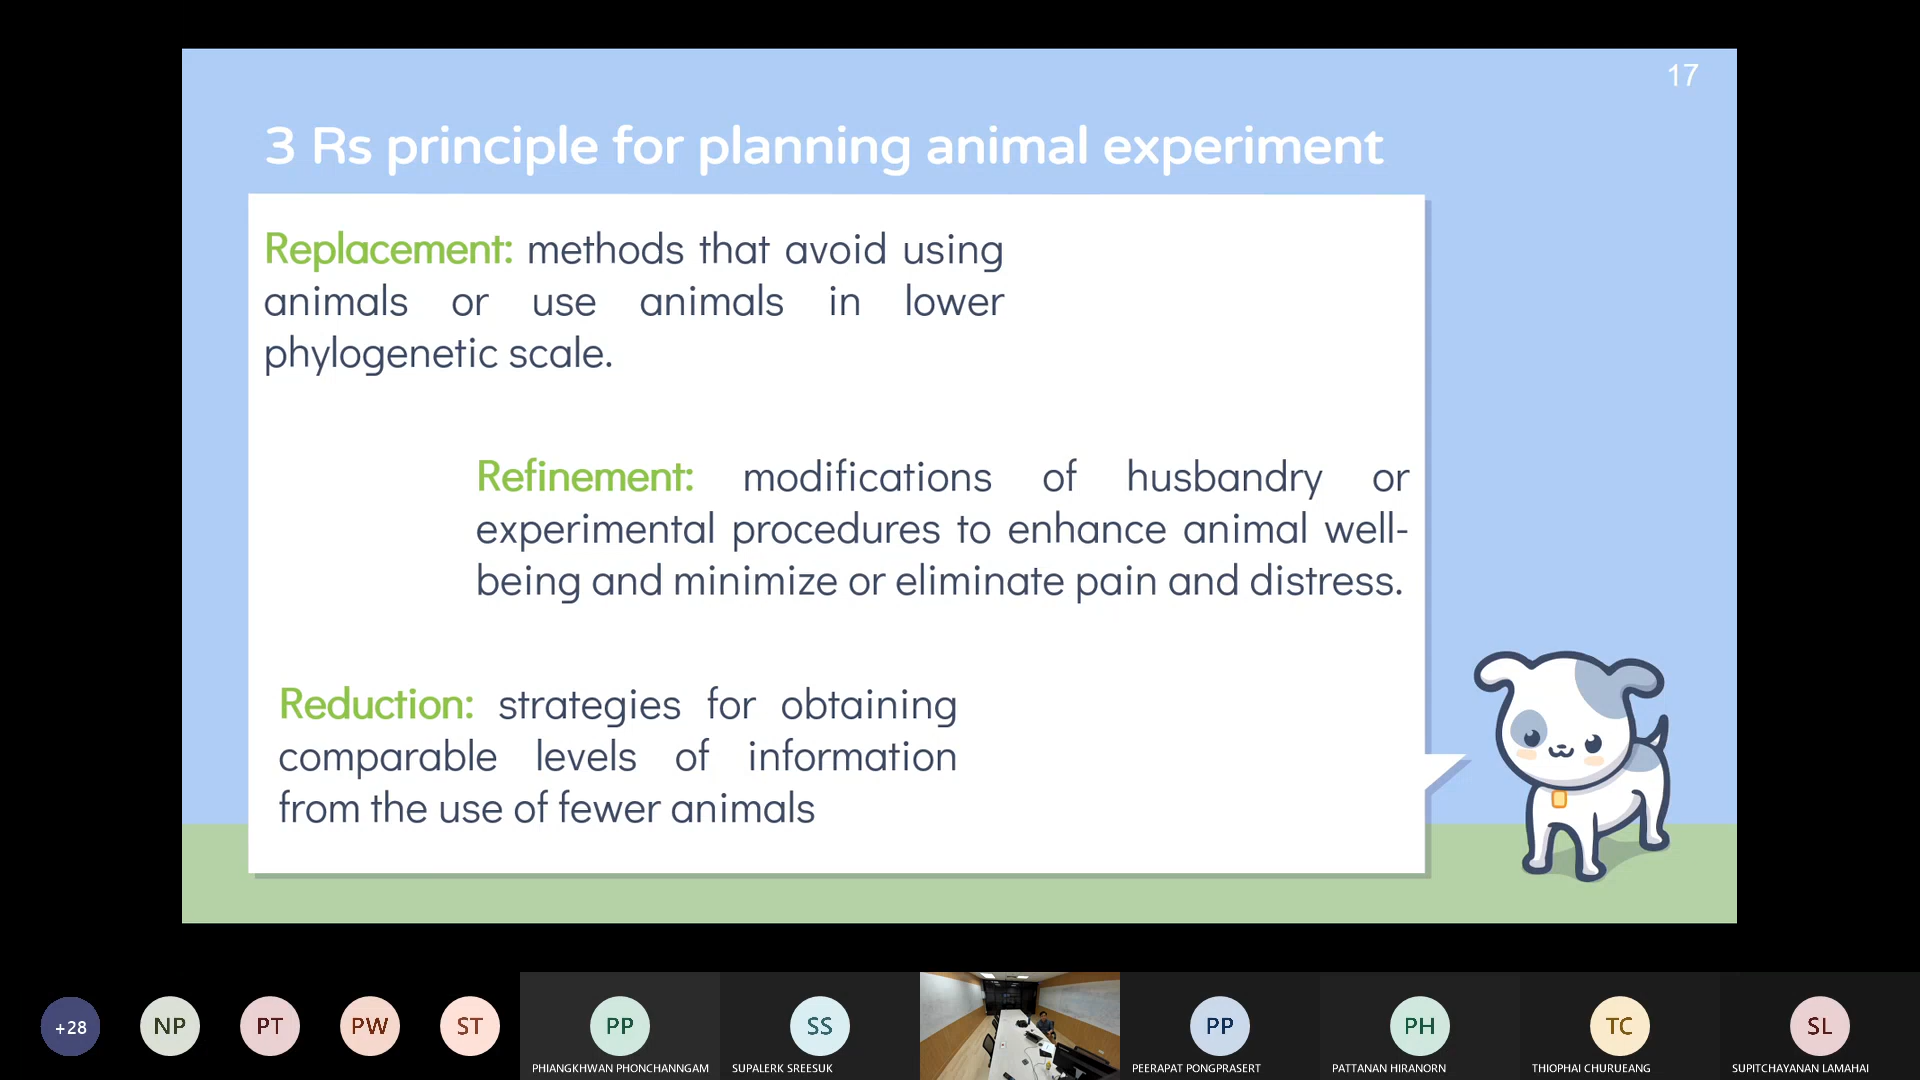 17
3 Rs principle for planning animal experiment
Replacement: methods that avoid using
animals or use animals in lower
phylogenetic scale.
Refinement: modifications of husbandry or
experimental procedures to enhance animal well-
being and minimize or eliminate pain and distress.
Reduction: strategies for obtaining
comparable levels of information
from the use of fewer animals
+28
NP
PT
PW
ST
PP
PHIANGKHWAN PHONCHANNGAM
SS
SUPALERK SREESUK
PP
PEERAPAT PONGPRASERT
PH
PATTANAN HIRANORN
TC
THIOPHAI CHURUEANG
SL
SUPITCHAYANAN LAMAHAI